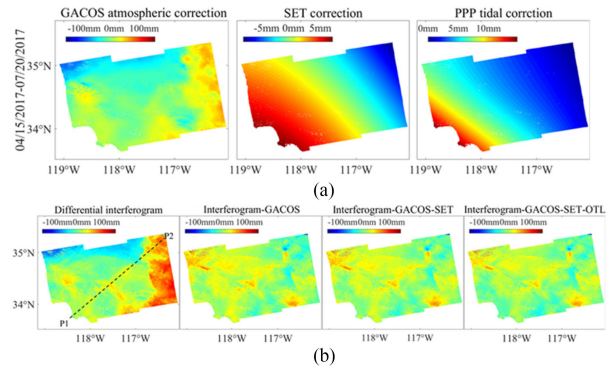 GACOS atmospheric correction SET correction PPP tidal corrction
-100mm 0mm 100mm -5mm 0mm 5mm 0mm 5mm 10mm
04/15/2017-07/20/2017
35°N
34°N
119°W 118°W 117°W 119°W 118°W 117°W 119°W 118°W 117°W
(a)
Differential interferogram Interferogram-GACOS Interferogram-GACOS-SET Interferogram-GACOS-SET-OTL
-100mm0mm 100mm -100mm0mm 100mm -100mm0mm 100mm -100mm0mm 100mm
P2
35°N
34°N
P1
118°W 117°W 118°W 117°W 118°W 117°W 118°W 117°W
(b)